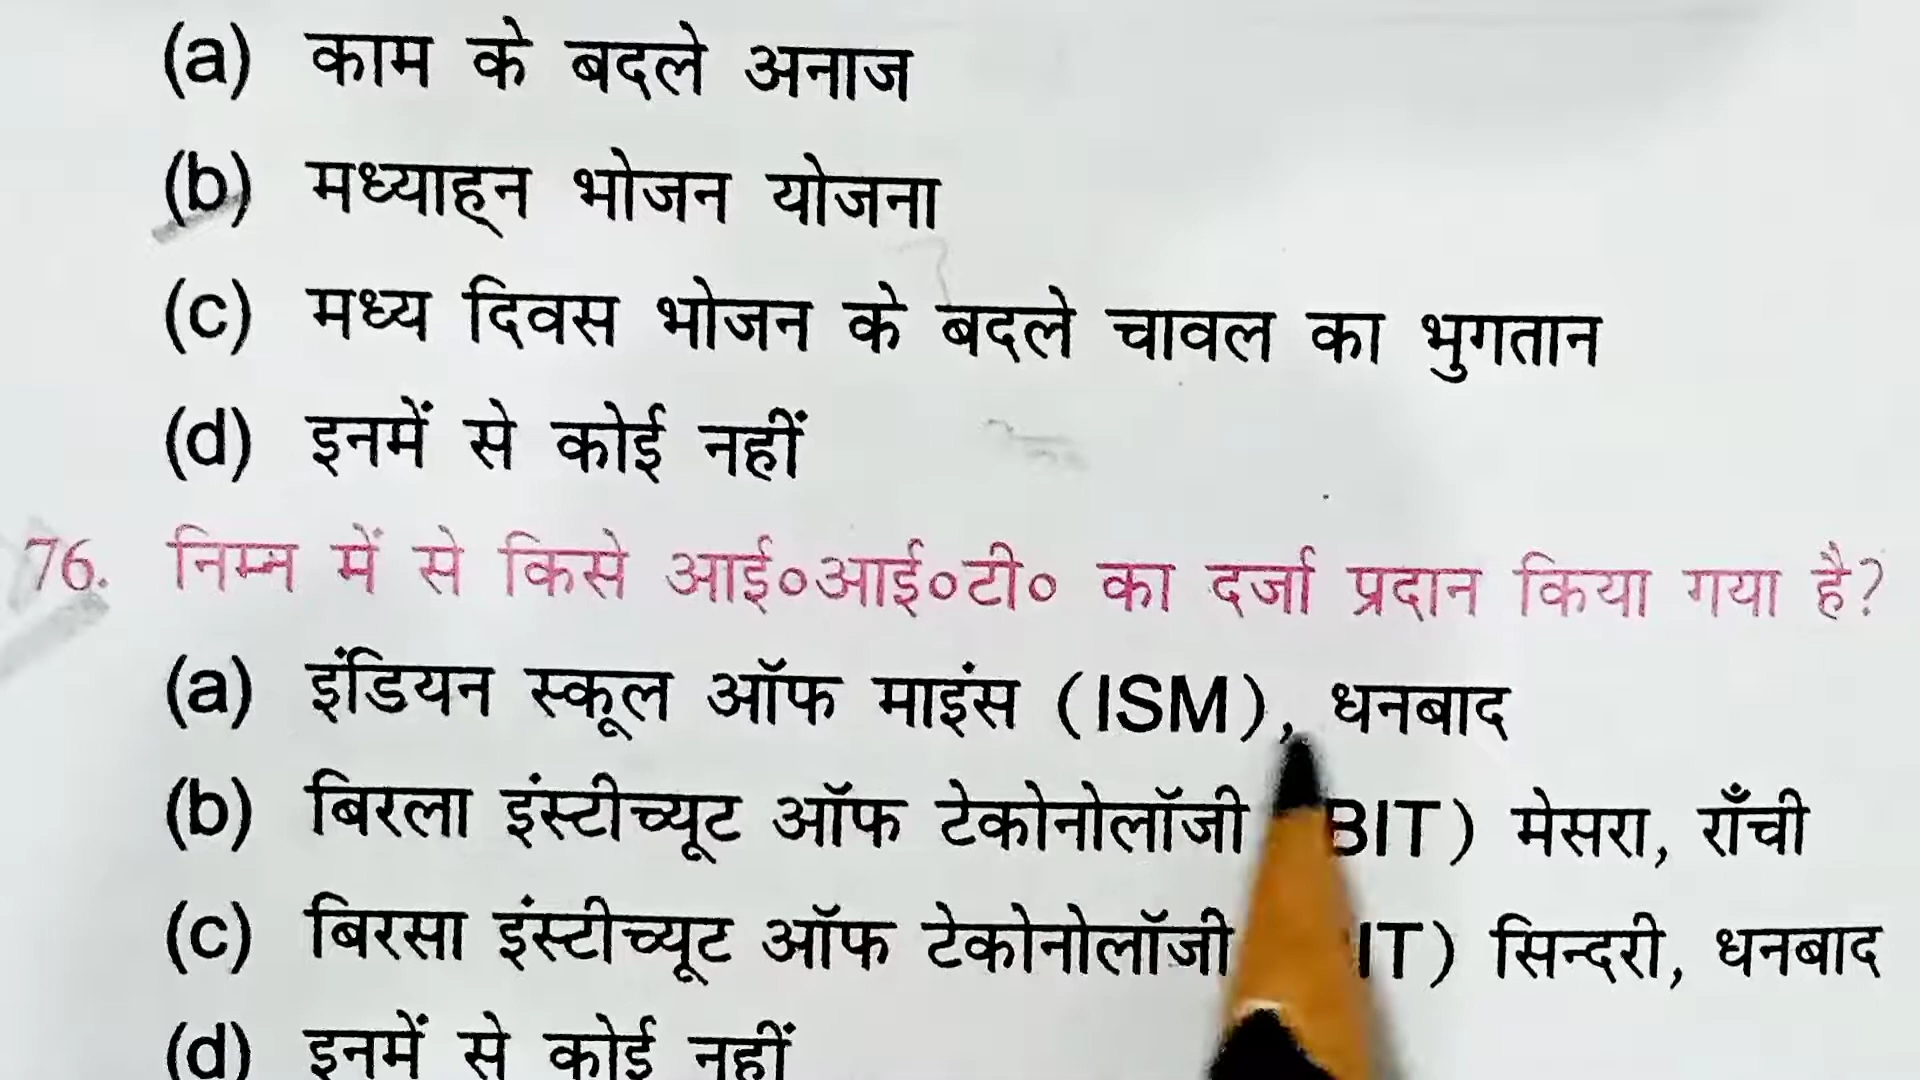 (a) काम के बदले अनाज
(b) मध्याह्न भोजन योजना
(c) मध्य दिवस भोजन के बदले चावल का भुगतान
(d) इनमें से कोई नहीं
76. निम्न में से किसे आई०आई०टी० का दर्जा प्रदान किया गया है?
(a) इंडियन स्कूल ऑफ माइंस (ISM), धनबाद
(b) बिरला इंस्टीच्यूट ऑफ टेकोनोलॉजी BIT) मेसरा, राँची
(c) बिरसा इंस्टीच्यूट ऑफ टेकोनोलॉजी IT) सिन्दरी, धनबाद
(d) इनमें से कोई नहीं